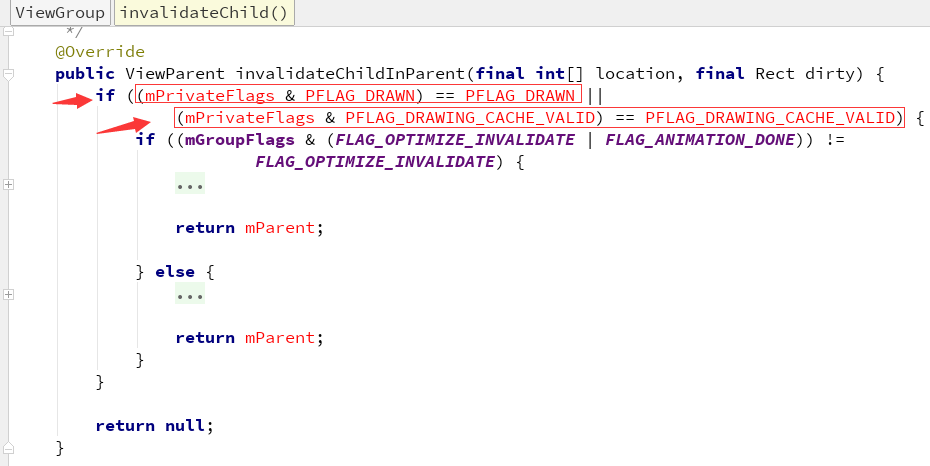 ViewGroup invalidateChild()
*/
@Override
public ViewParent invalidateChildInParent(final int[] location, final Rect dirty) {
if ((mPrivateFlags & PFLAG_DRAWN) == PFLAG_DRAWN ||
(mPrivateFlags & PFLAG_DRAWING_CACHE_VALID) == PFLAG_DRAWING_CACHE_VALID) {
if ((mGroupFlags & (FLAG_OPTIMIZE_INVALIDATE | FLAG_ANIMATION_DONE)) !=
FLAG_OPTIMIZE_INVALIDATE) {
...
return mParent;
} else {
...
return mParent;
}
}
return null;
}